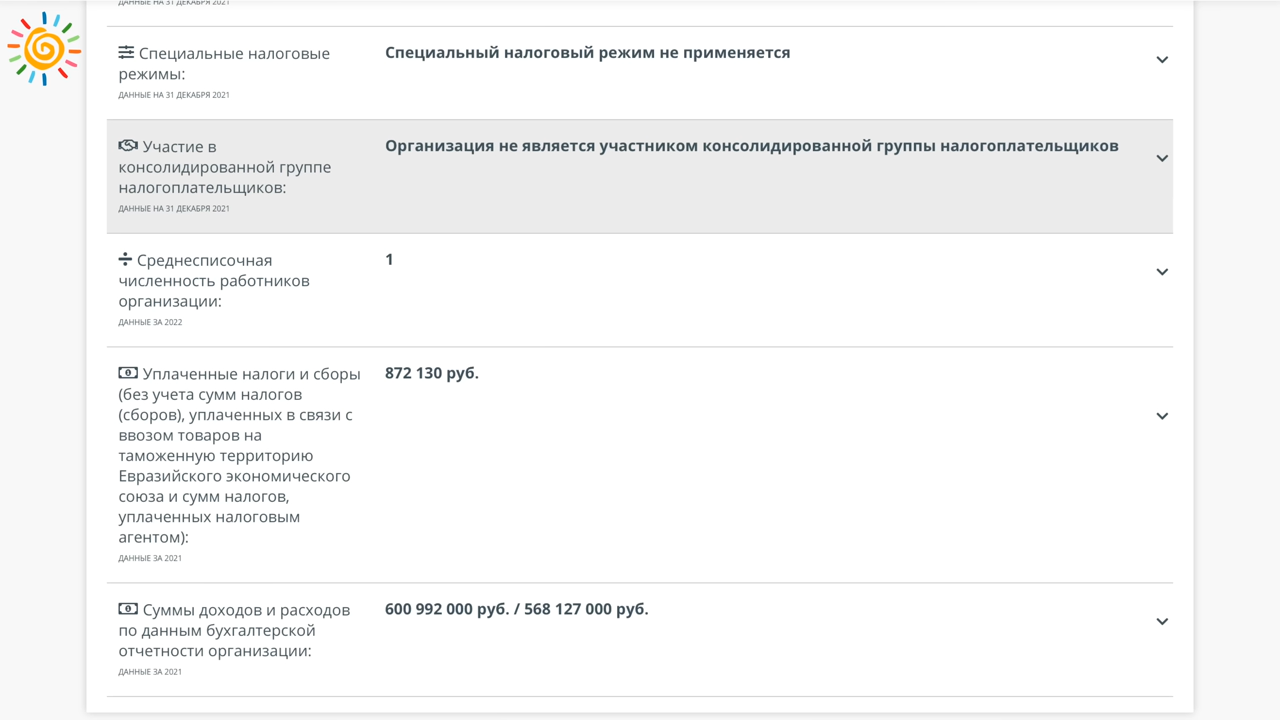 ДАННЫЕ НА 31 ДЕКАБРЯ 2021
Специальные налоговые
режимы:
ДАННЫЕ НА 31 ДЕКАБРЯ 2021
Специальный налоговый режим не применяется
Участие в
консолидированной группе
налогоплательщиков:
ДАННЫЕ НА 31 ДЕКАБРЯ 2021
Организация не является участником консолидированной группы налогоплательщиков
Среднесписочная
численность работников
организации:
ДАННЫЕ ЗА 2022
1
Уплаченные налоги и сборы
(без учета сумм налогов
(сборов), уплаченных в связи с
ввозом товаров на
таможенную территорию
Евразийского экономического
союза и сумм налогов,
уплаченных налоговым
агентом):
ДАННЫЕ ЗА 2021
872 130 руб.
Суммы доходов и расходов
по данным бухгалтерской
отчетности организации:
ДАННЫЕ ЗА 2021
600 992 000 руб. / 568 127 000 руб.